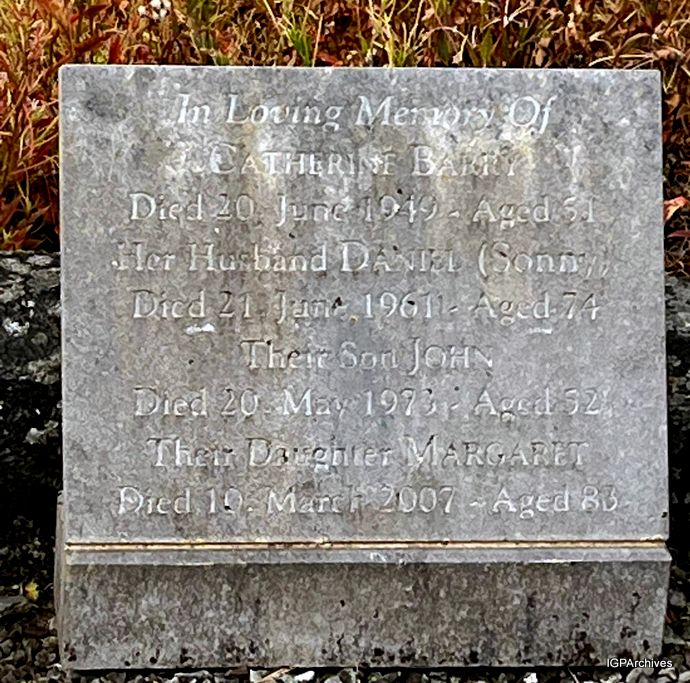 In Loving Memory Of
CATHERINE BARRY
Died 20. June 1949 - Aged 51
Her Husband DANIEL (Sonny)
Died 21. June 1961 - Aged 74
Their Son JOHN
Died 20. May 1973 - Aged 52
Their Daughter MARGARET
Died 10. March 2007 - Aged 83
IGPArchives